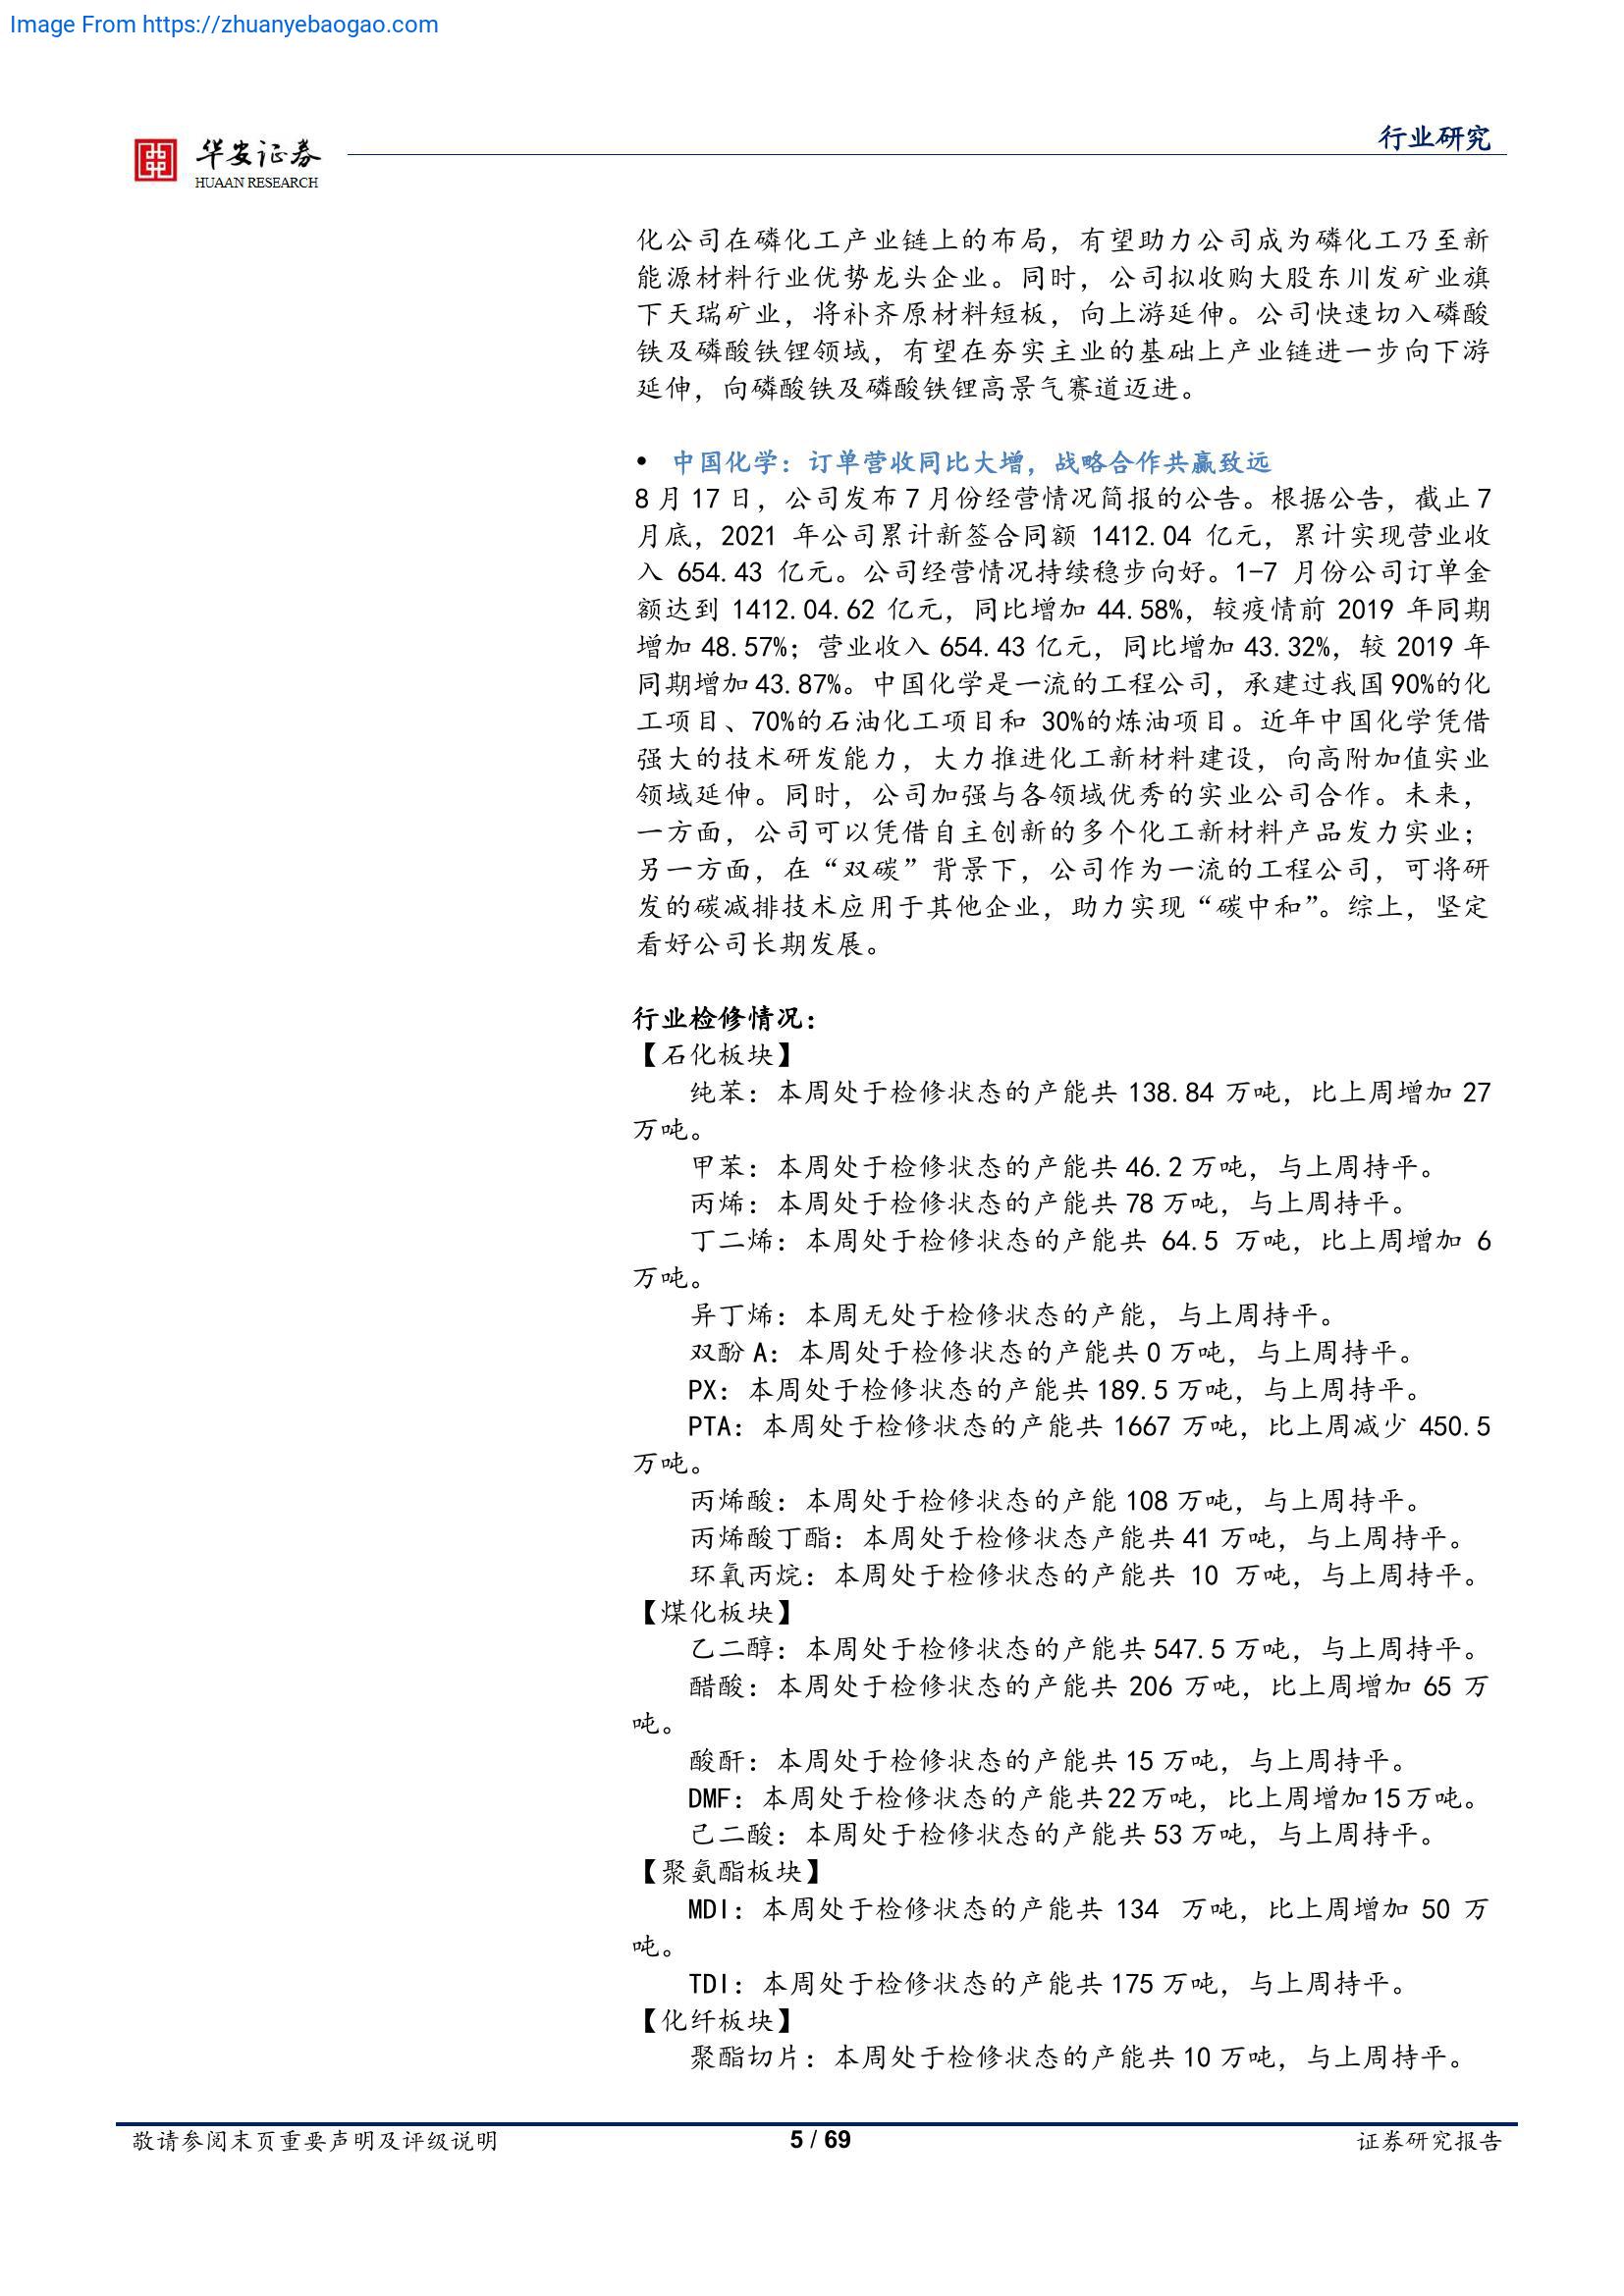 Image From https://zhuanyebaogao.com
行业研究
华安证券
HUAAN RESEARCH
化公司在磷化工产业链上的布局，有望助力公司成为磷化工乃至新
能源材料行业优势龙头企业。同时，公司拟收购大股东川发矿业旗
下天瑞矿业，将补齐原材料短板，向上游延伸。公司快速切入磷酸
铁及磷酸铁锂领域，有望在夯实主业的基础上产业链进一步向下游
延伸，向磷酸铁及磷酸铁锂高景气赛道迈进。
• 中国化学：订单营收同比大增，战略合作共赢致远
8 月 17 日，公司发布 7 月份经营情况简报的公告。根据公告，截止 7
月底，2021 年公司累计新签合同额 1412.04 亿元，累计实现营业收
入 654.43 亿元。公司经营情况持续稳步向好。1-7 月份公司订单金
额达到 1412.04.62 亿元，同比增加 44.58%，较疫情前 2019 年同期
增加 48.57%；营业收入 654.43 亿元，同比增加 43.32%，较 2019 年
同期增加 43.87%。中国化学是一流的工程公司，承建过我国 90%的化
工项目、70%的石油化工项目和 30%的炼油项目。近年中国化学凭借
强大的技术研发能力，大力推进化工新材料建设，向高附加值实业
领域延伸。同时，公司加强与各领域优秀的实业公司合作。未来，
一方面，公司可以凭借自主创新的多个化工新材料产品发力实业；
另一方面，在“双碳”背景下，公司作为一流的工程公司，可将研
发的碳减排技术应用于其他企业，助力实现“碳中和”。综上，坚定
看好公司长期发展。
行业检修情况：
【石化板块】
纯苯：本周处于检修状态的产能共 138.84 万吨，比上周增加 27
万吨。
甲苯：本周处于检修状态的产能共 46.2 万吨，与上周持平。
丙烯：本周处于检修状态的产能共 78 万吨，与上周持平。
丁二烯：本周处于检修状态的产能共 64.5 万吨，比上周增加 6
万吨。
异丁烯：本周无处于检修状态的产能，与上周持平。
双酚 A：本周处于检修状态的产能共 0 万吨，与上周持平。
PX：本周处于检修状态的产能共 189.5 万吨，与上周持平。
PTA：本周处于检修状态的产能共 1667 万吨，比上周减少 450.5
万吨。
丙烯酸：本周处于检修状态的产能 108 万吨，与上周持平。
丙烯酸丁酯：本周处于检修状态产能共 41 万吨，与上周持平。
环氧丙烷：本周处于检修状态的产能共 10 万吨，与上周持平。
【煤化板块】
乙二醇：本周处于检修状态的产能共 547.5 万吨，与上周持平。
醋酸：本周处于检修状态的产能共 206 万吨，比上周增加 65 万
吨。
酸酐：本周处于检修状态的产能共 15 万吨，与上周持平。
DMF：本周处于检修状态的产能共 22 万吨，比上周增加 15 万吨。
己二酸：本周处于检修状态的产能共 53 万吨，与上周持平。
【聚氨酯板块】
MDI：本周处于检修状态的产能共 134 万吨，比上周增加 50 万
吨。
TDI：本周处于检修状态的产能共 175 万吨，与上周持平。
【化纤板块】
聚酯切片：本周处于检修状态的产能共 10 万吨，与上周持平。
敬请参阅末页重要声明及评级说明
5 / 69
证券研究报告